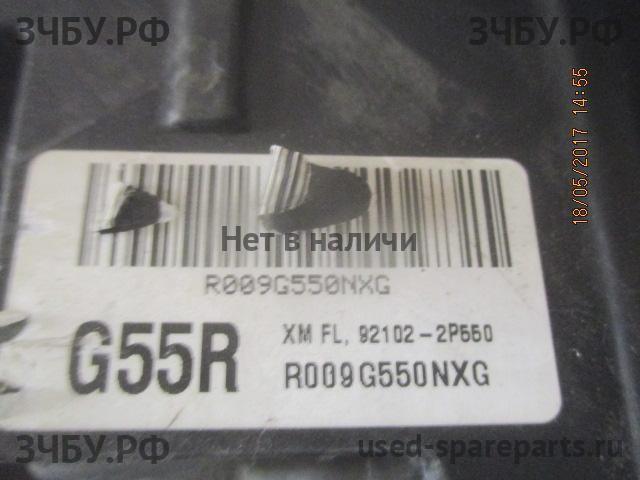 ЗЧБУ.РФ
ЗЧБУ.РФ
18/05/2017 14:55
Нет в наличии
R009G550NXG
G55R
XM FL, 92102-2P550
R009G550NXG
ЗЧБУ.РФ
used-spareparts.ru